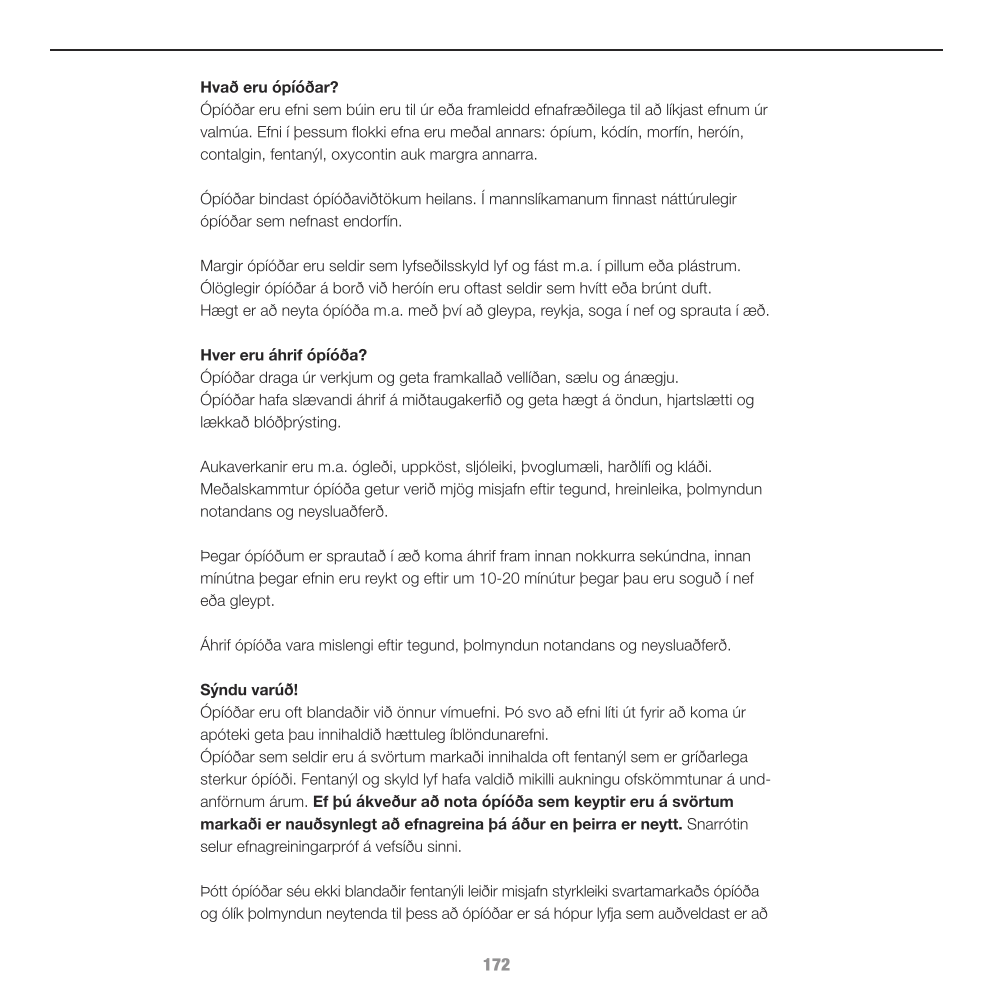 Hvað eru ópíóðar?
Ópíóðar eru efni sem búin eru til úr eða framleidd efnafræðilega til að líkjast efnum úr
valmúa. Efni í þessum flokki efna eru meðal annars: ópíum, kódín, morfín, heróín,
contalgin, fentanýl, oxycontin auk margra annarra.
Ópíóðar bindast ópíóðaviðtökum heilans. Í mannslíkamanum finnast náttúrulegir
ópíóðar sem nefnast endorfín.
Margir ópíóðar eru seldir sem lyfseðilsskyld lyf og fást m.a. í pillum eða plástrum.
Ólöglegir ópíóðar á borð við heróín eru oftast seldir sem hvítt eða brúnt duft.
Hægt er að neyta ópíóða m.a. með því að gleypa, reykja, soga í nef og sprauta í æð.
Hver eru áhrif ópíóða?
Ópíóðar draga úr verkjum og geta framkallað vellíðan, sælu og ánægju.
Ópíóðar hafa slævandi áhrif á miðtaugakerfið og geta hægt á öndun, hjartslætti og
lækkað blóðþrýsting.
Aukaverkanir eru m.a. ógleði, uppköst, sljóleiki, þvoglumæli, harðlífi og kláði.
Meðalskammtur ópíóða getur verið mjög misjafn eftir tegund, hreinleika, þolmyndun
notandans og neysluaðferð.
Þegar ópíóðum er sprautað í æð koma áhrif fram innan nokkurra sekúndna, innan
mínútna þegar efnin eru reykt og eftir um 10-20 mínútur þegar þau eru soguð í nef
eða gleypt.
Áhrif ópíóða vara mislengi eftir tegund, þolmyndun notandans og neysluaðferð.
Sýndu varúð!
Ópíóðar eru oft blandaðir við önnur vímuefni. Þó svo að efni líti út fyrir að koma úr
apóteki geta þau innihaldið hættuleg íblöndunarefni.
Ópíóðar sem seldir eru á svörtum markaði innihalda oft fentanýl sem er gríðarlega
sterkur ópíóði. Fentanýl og skyld lyf hafa valdið mikilli aukningu ofskömmtunar á und-
anförnum árum. Ef þú ákveður að nota ópíóða sem keyptir eru á svörtum
markaði er nauðsynlegt að efnagreina þá áður en þeirra er neytt. Snarrótin
selur efnagreiningarpróf á vefsíðu sinni.
Þótt ópíóðar séu ekki blandaðir fentanýli leiðir misjafn styrkleiki svartamarkaðs ópíóða
og ólík þolmyndun neytenda til þess að ópíóðar er sá hópur lyfja sem auðveldast er að
172